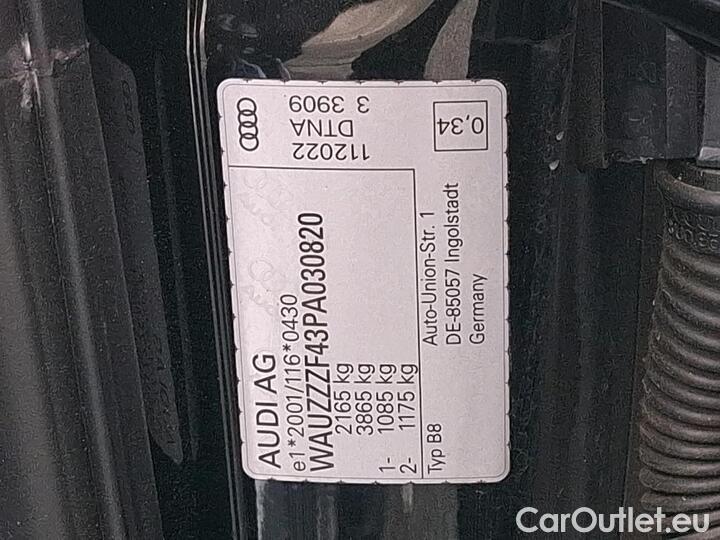 AUDI AG
e1*2001/116*0430
WAUZZZF43PA030820
2165 kg
3865 kg
1- 1085 kg
2- 1175 kg
Typ B8
Auto-Union-Str. 1
DE-85057 Ingolstadt
Germany
112022
DTNA
3 3909
0,34
CarOutlet.eu